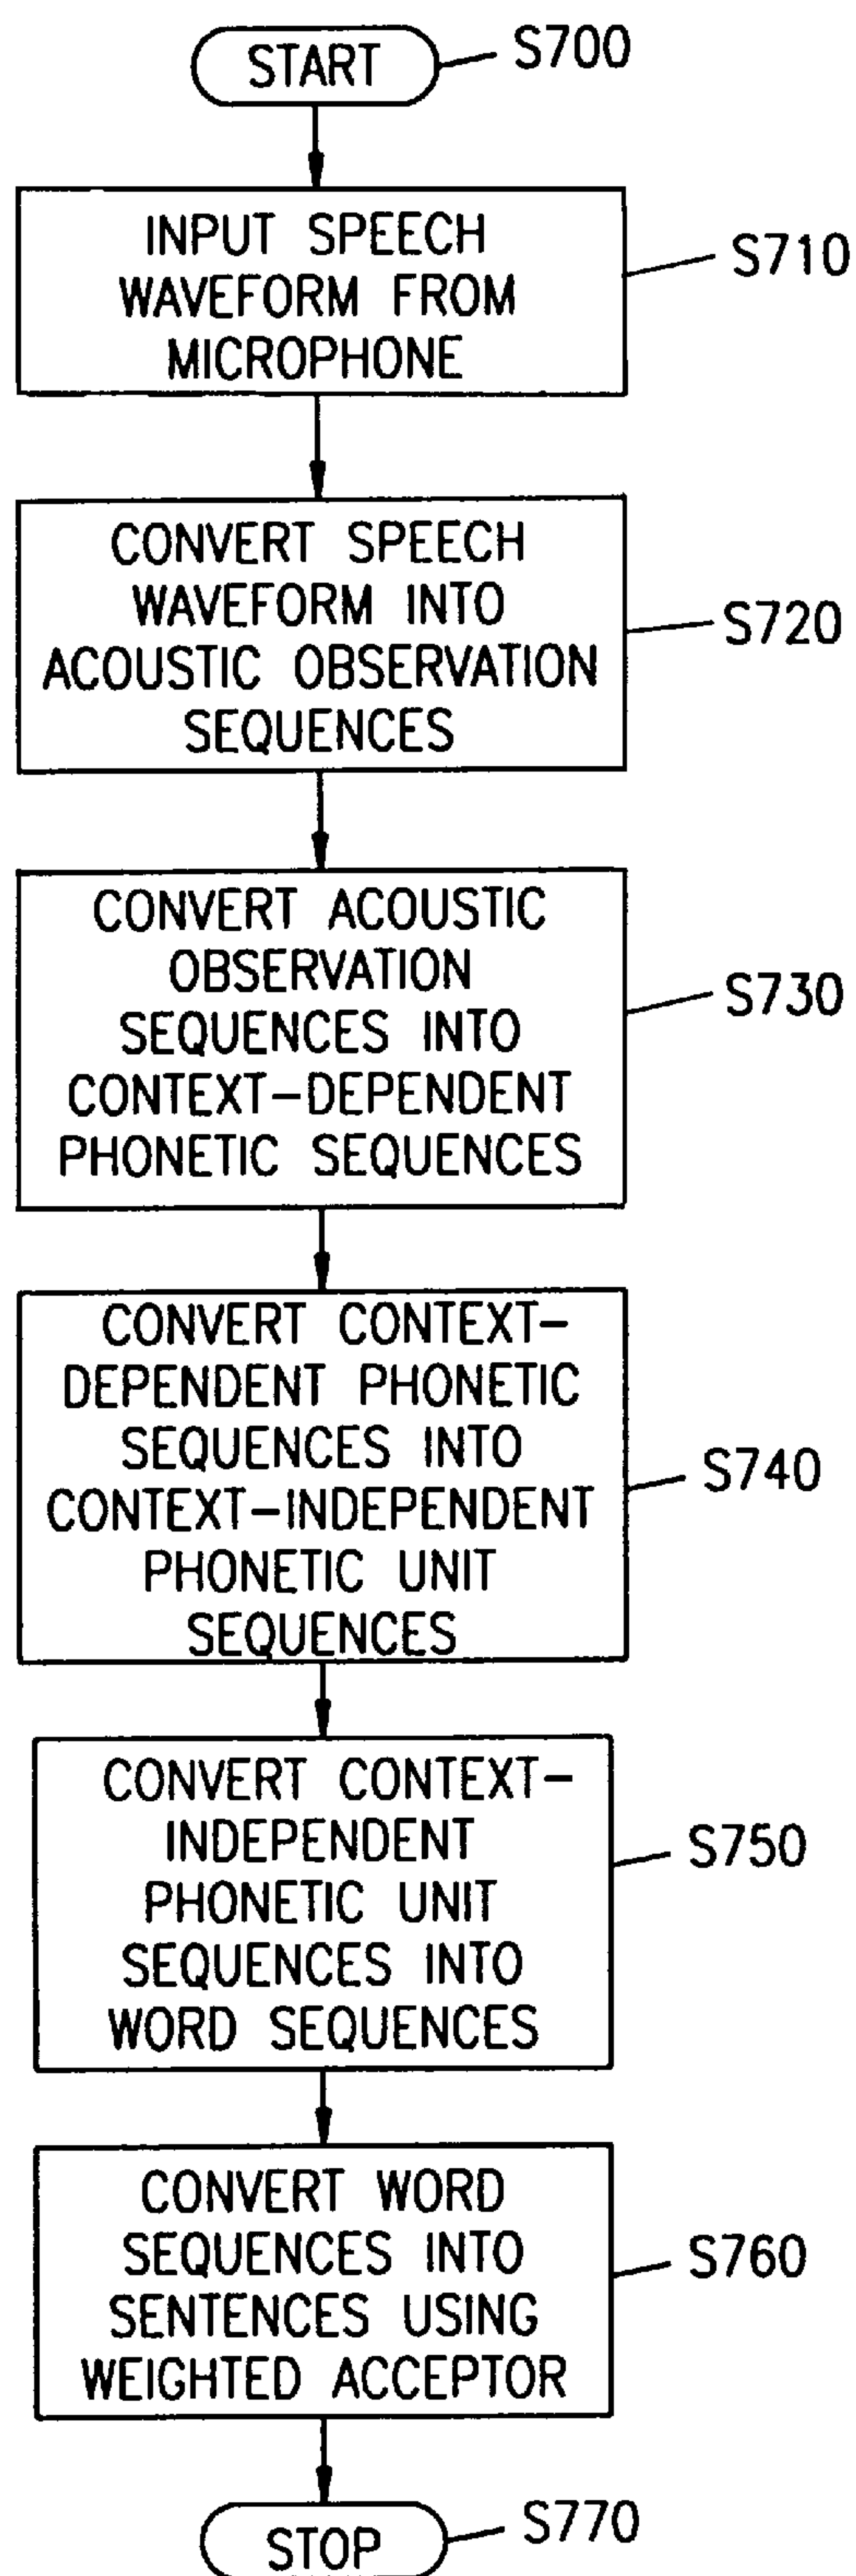 START
S700
INPUT SPEECH
WAVEFORM FROM
MICROPHONE
S710
CONVERT SPEECH
WAVEFORM INTO
ACOUSTIC OBSERVATION
SEQUENCES
S720
CONVERT ACOUSTIC
OBSERVATION
SEQUENCES INTO
CONTEXT-DEPENDENT
PHONETIC SEQUENCES
S730
CONVERT CONTEXT-
DEPENDENT PHONETIC
SEQUENCES INTO
CONTEXT-INDEPENDENT
PHONETIC UNIT
SEQUENCES
S740
CONVERT CONTEXT-
INDEPENDENT
PHONETIC UNIT
SEQUENCES INTO
WORD SEQUENCES
S750
CONVERT WORD
SEQUENCES INTO
SENTENCES USING
WEIGHTED ACCEPTOR
S760
STOP
S770